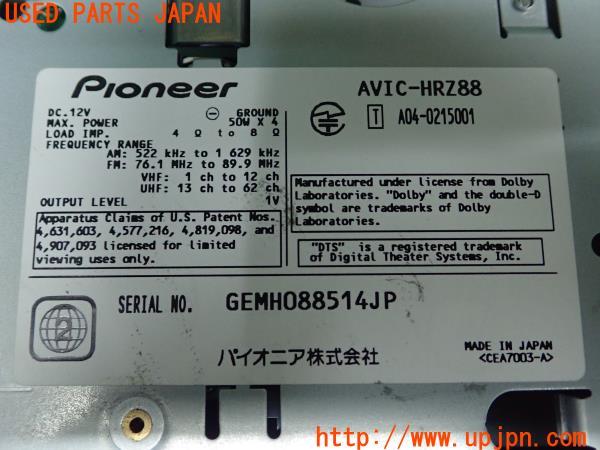 USED PARTS JAPAN
Pioneer
AVIC-HRZ88
DC.12V ⊖ GROUND
MAX. POWER 50W X 4
LOAD IMP. 4 Ω to 8 Ω
FREQUENCY RANGE
AM: 522 kHz to 1 629 kHz
FM: 76.1 MHz to 89.9 MHz
VHF: 1 ch to 12 ch
UHF: 13 ch to 62 ch
OUTPUT LEVEL 1V
T A04-0215001
Apparatus Claims of U.S. Patent Nos.
4,631,603, 4,577,216, 4,819,098, and
4,907,093 licensed for limited
viewing uses only.
Manufactured under license from Dolby
Laboratories. "Dolby" and the double-D
symbol are trademarks of Dolby
Laboratories.
"DTS" is a registered trademark
of Digital Theater Systems, Inc.
2
SERIAL NO. GEMH088514JP
パイオニア株式会社
MADE IN JAPAN
<CEA7003-A>
http://www.upjpn.com